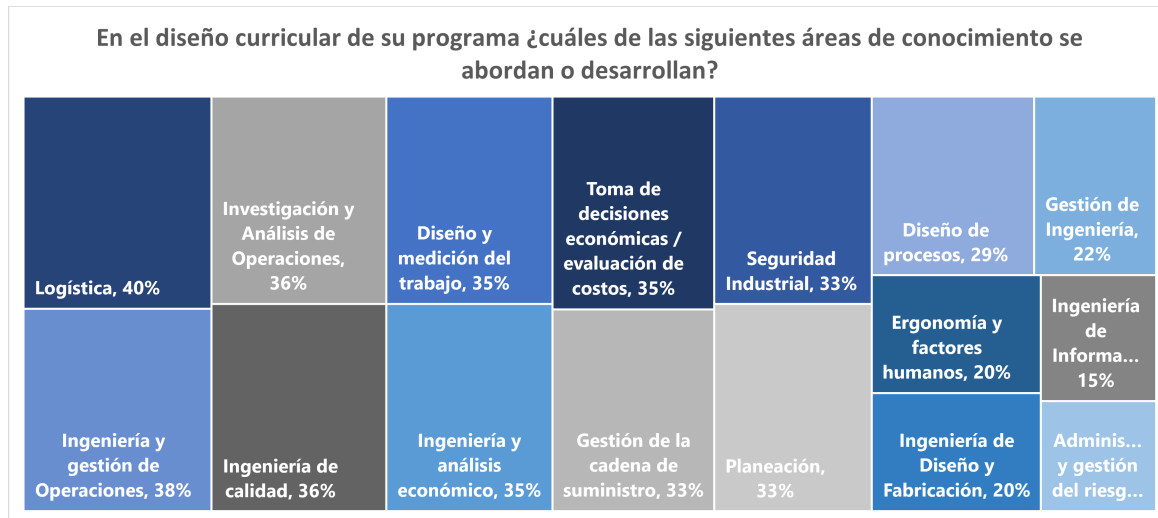 En el diseño curricular de su programa ¿cuáles de las siguientes áreas de conocimiento se
abordan o desarrollan?
Logística, 40%
Ingeniería y
gestión de
Operaciones, 38%
Investigación y
Análisis de
Operaciones,
36%
Ingeniería de
calidad, 36%
Diseño y
medición del
trabajo, 35%
Ingeniería y
análisis
económico, 35%
Toma de
decisiones
económicas /
evaluación de
costos, 35%
Gestión de la
cadena de
suministro, 33%
Seguridad
Industrial, 33%
Planeación,
33%
Diseño de
procesos, 29%
Gestión de
Ingeniería,
22%
Ergonomía y
factores
humanos, 20%
Ingeniería de
Diseño y
Fabricación, 20%
Ingeniería
de
Informa...
15%
Adminis...
y gestión
del riesg...